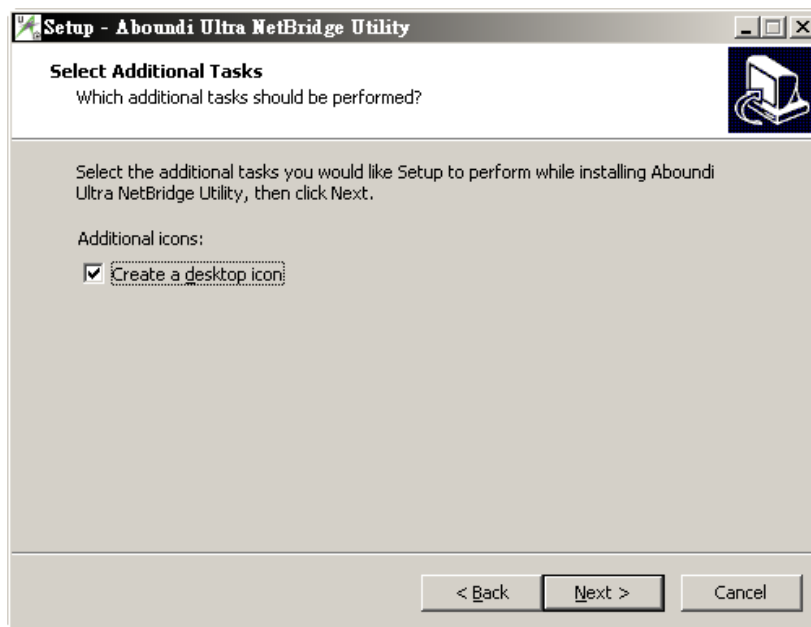 Setup - Aboundi Ultra NetBridge Utility
Select Additional Tasks
Which additional tasks should be performed?
Select the additional tasks you would like Setup to perform while installing Aboundi
Ultra NetBridge Utility, then click Next.
Additional icons:
Create a desktop icon
< Back
Next >
Cancel